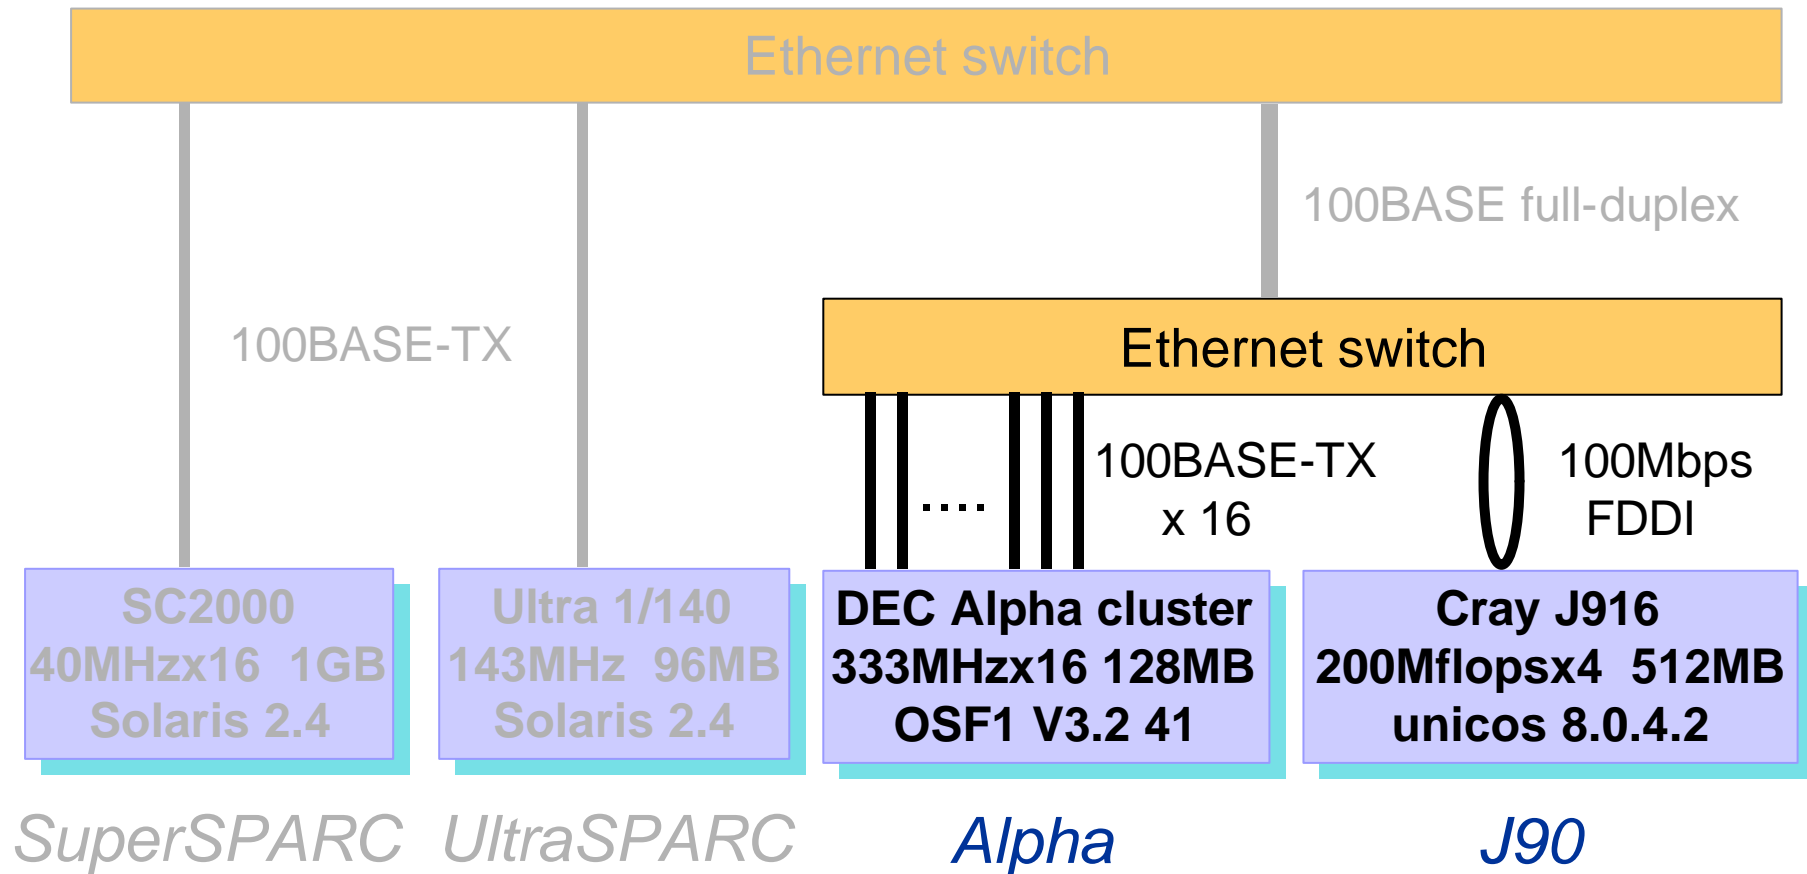 Ethernet switch
100BASE full-duplex
100BASE-TX
Ethernet switch
....
100BASE-TX
x 16
100Mbps
FDDI
SC2000
40MHzx16 1GB
Solaris 2.4
Ultra 1/140
143MHz 96MB
Solaris 2.4
DEC Alpha cluster
333MHzx16 128MB
OSF1 V3.2 41
Cray J916
200Mflopsx4 512MB
unicos 8.0.4.2
SuperSPARC
UltraSPARC
Alpha
J90